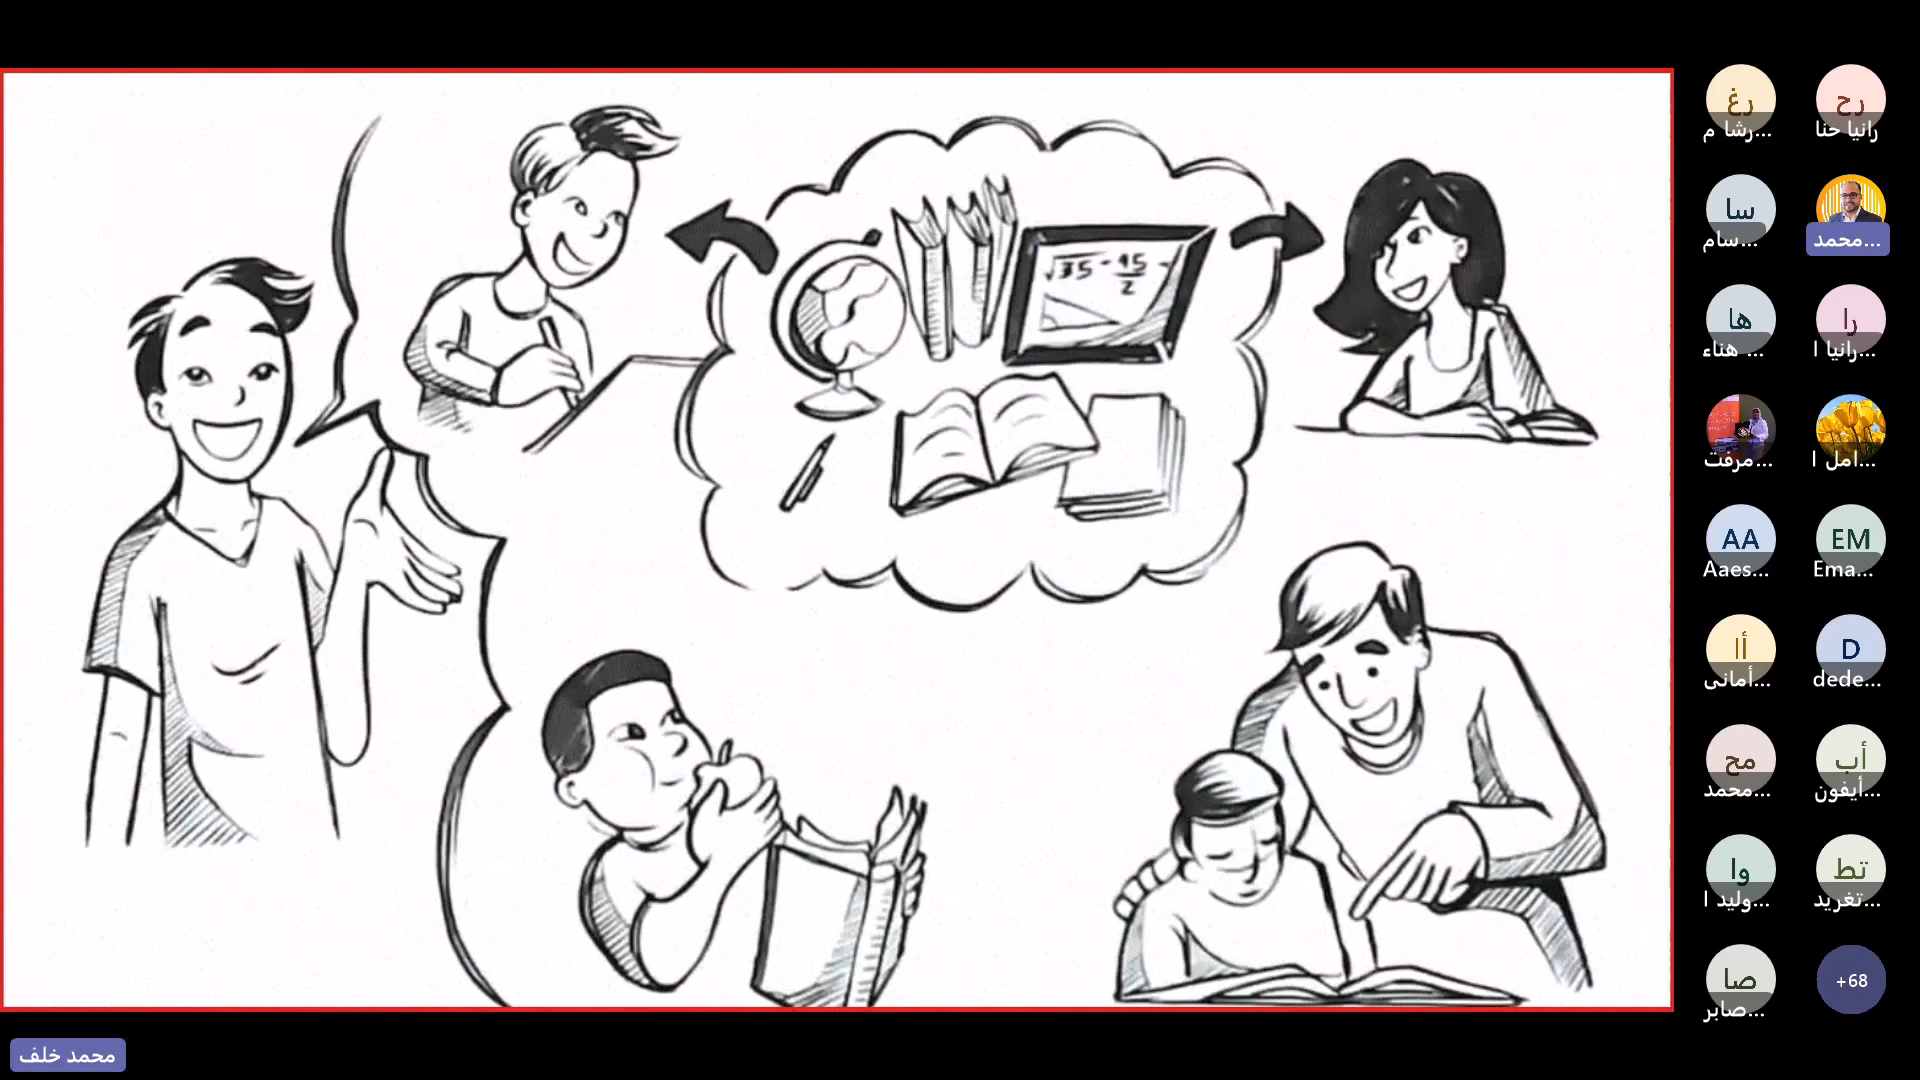 √35 - 45
2
رغ
رشا م...
رح
رانيا حنا
سا
سام...
محمد...
ها
هناء ...
را
رانيا ا...
مرفت...
امل ا...
AA
Aaes...
EM
Ema...
أا
أمانى...
D
dede...
مح
محمد...
أب
أيفون...
وا
وليد ا...
تط
تغريد...
صا
صابر...
+68
محمد خلف